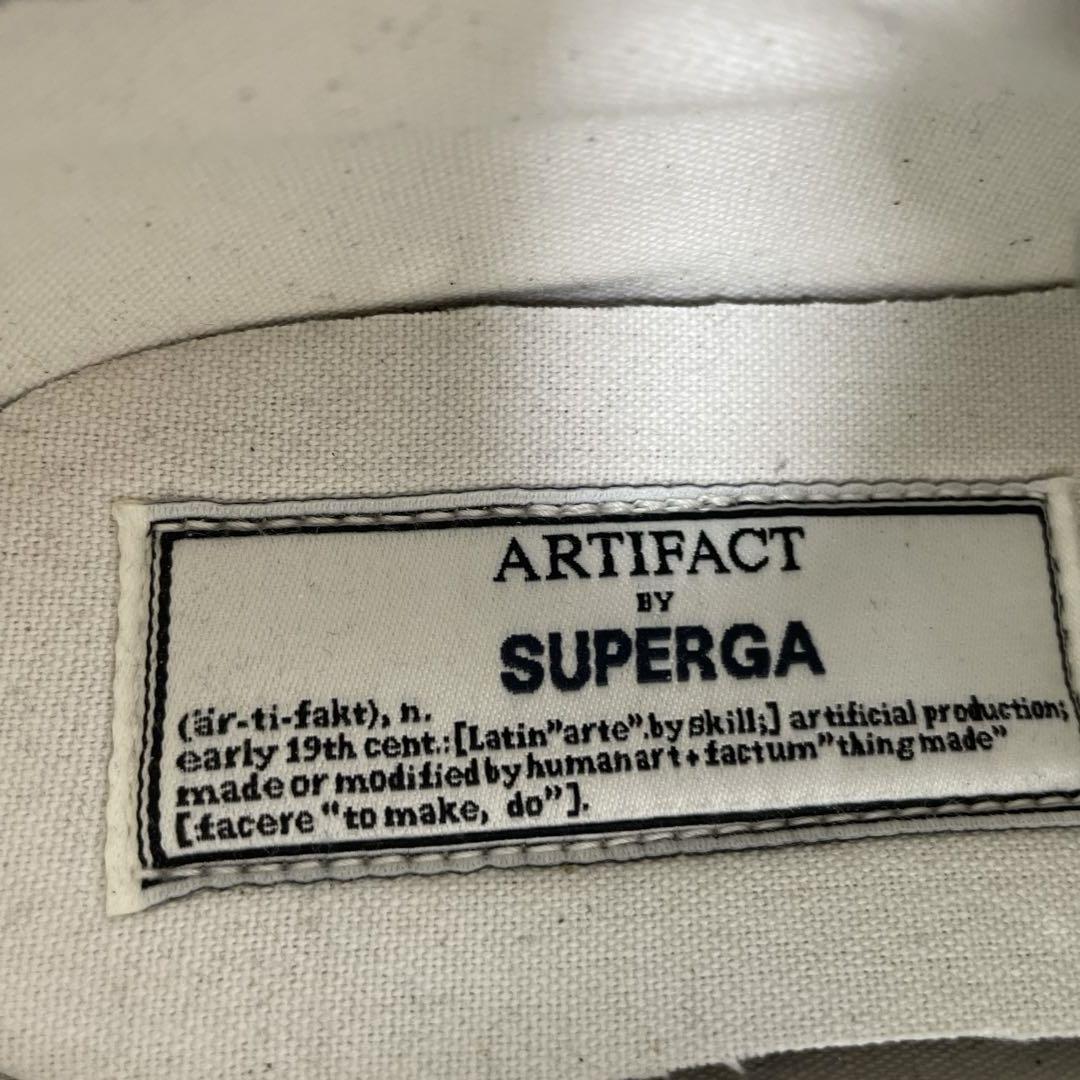 ARTIFACT
BY
SUPERGA
(är-ti-fakt), n.
early 19th cent.:[Latin"arte".by skill;] artificial production;
made or modified by human art+factum"thing made"
[:facere "to make, do"].